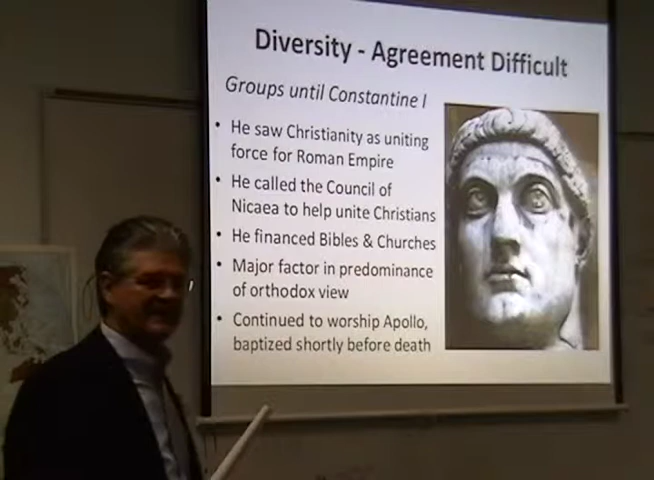 Diversity - Agreement Difficult
Groups until Constantine I
• He saw Christianity as uniting
force for Roman Empire
• He called the Council of
Nicaea to help unite Christians
• He financed Bibles & Churches
• Major factor in predominance
of orthodox view
• Continued to worship Apollo,
baptized shortly before death